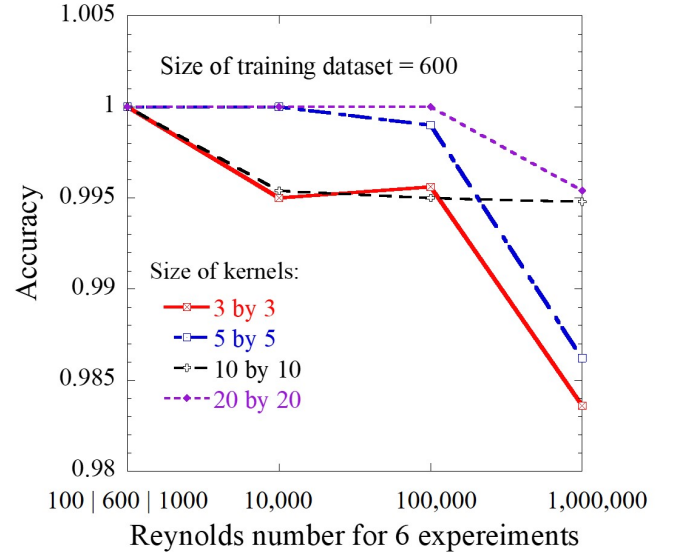 1.005
Size of training dataset = 600
1
0.995
0.99
0.985
0.98
Accuracy
Size of kernels:
3 by 3
5 by 5
10 by 10
20 by 20
100 | 600 | 1000 10,000 100,000 1,000,000
Reynolds number for 6 expereiments